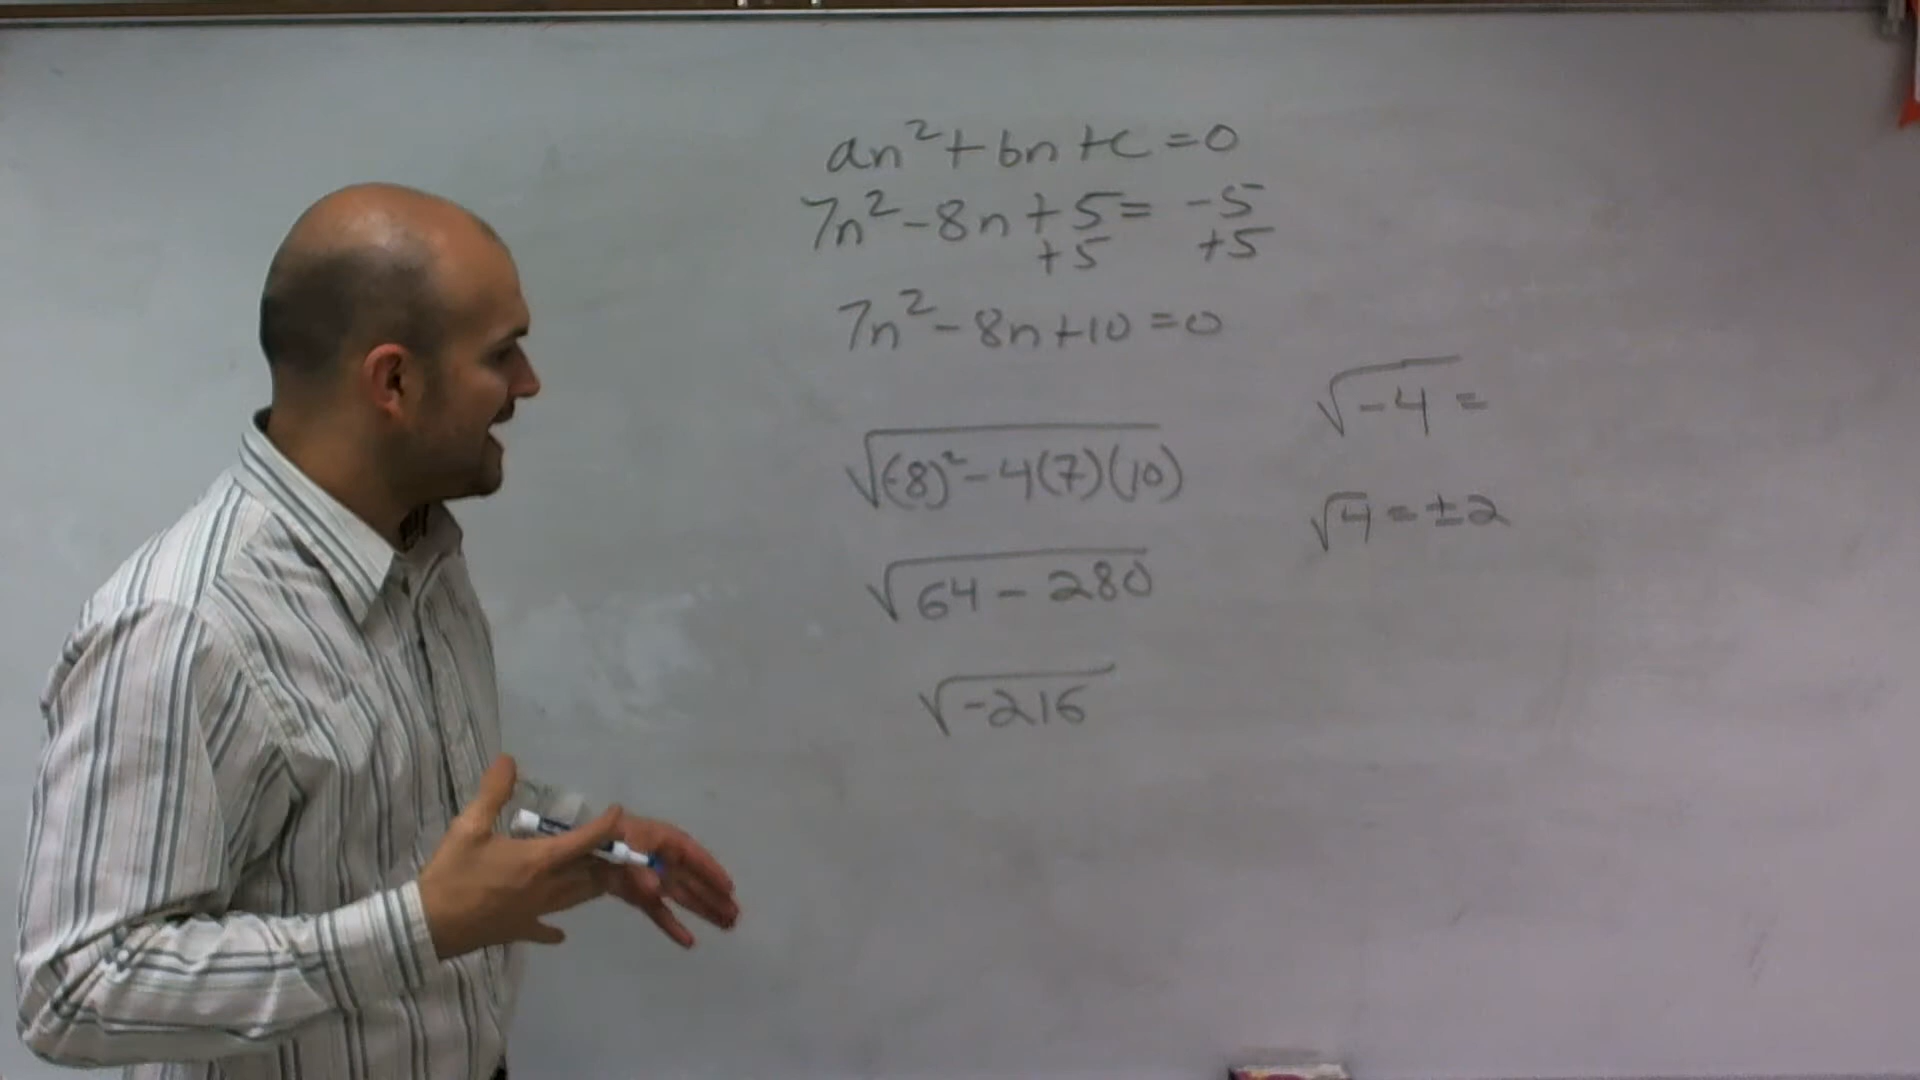 an²+bn+c=0
7n²-8n+5=-5
+5 +5
7n²-8n+10=0
√-4 =
√(-8)²-4(7)(10)
√4=±2
√64-280
√-216